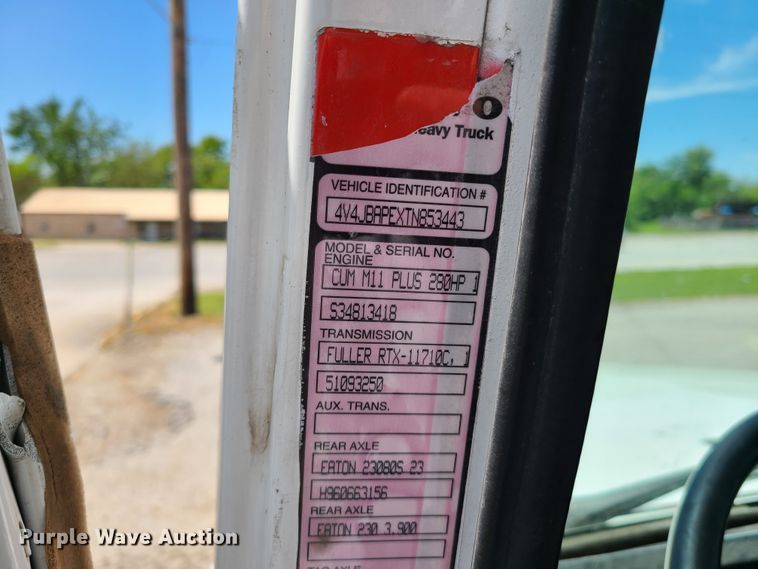 O
eavy Truck
VEHICLE IDENTIFICATION #
4V4JBAPEXTN853443
MODEL & SERIAL NO.
ENGINE
CUM M11 PLUS 280HP 1
S34813418
TRANSMISSION
FULLER RTX-11710C, 1
51093250
AUX. TRANS.
REAR AXLE
EATON 23080S 23
H960663156
REAR AXLE
EATON 230 3.900
Purple Wave Auction